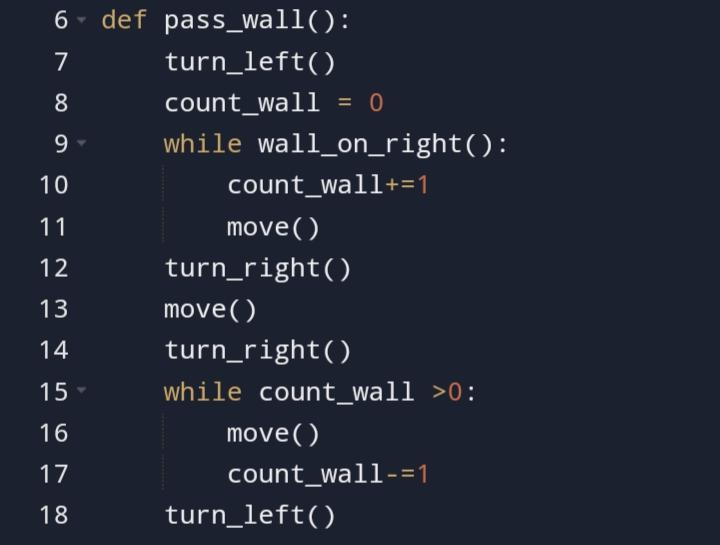 6 def pass_wall():
7 turn_left()
8 count_wall = 0
9 while wall_on_right():
10 count_wall+=1
11 move()
12 turn_right()
13 move()
14 turn_right()
15 while count_wall >0:
16 move()
17 count_wall-=1
18 turn_left()